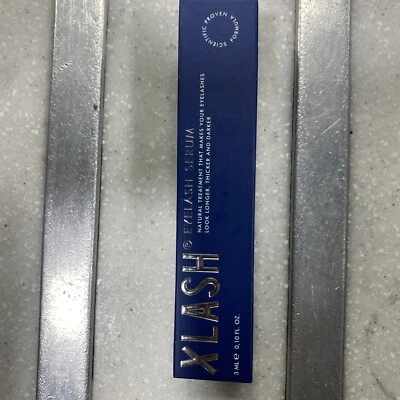 SCIENTIFIC PROVEN FORMULA
XLASH® EYELASH SERUM
NATURAL TREATMENT THAT MAKES YOUR EYELASHES
LOOK LONGER, THICKER AND DARKER
3 ML ℮ 0,10 FL. OZ.